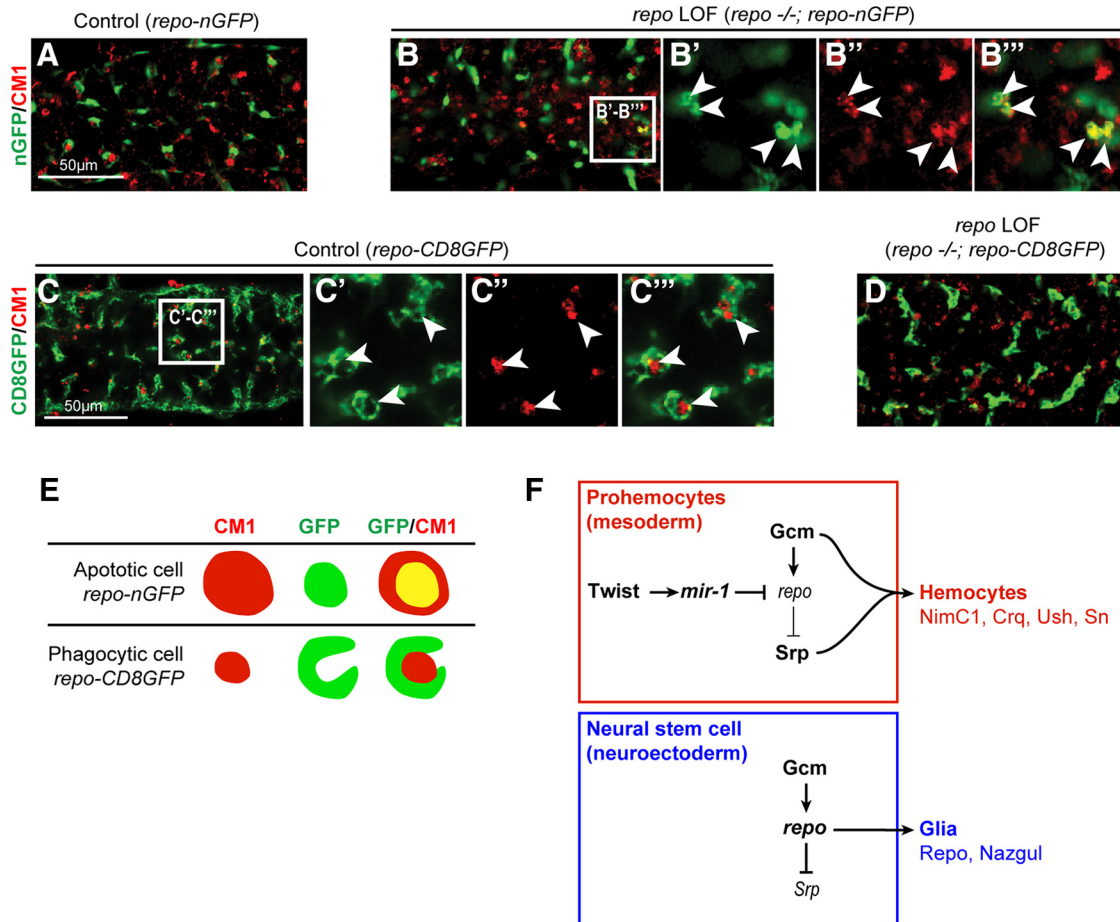 Control (repo-nGFP)
repo LOF (repo -/-; repo-nGFP)
nGFP/CM1
A
50µm
B
B'-B'''
B'
B''
B'''
Control (repo-CD8GFP)
repo LOF
(repo -/-; repo-CD8GFP)
CD8GFP/CM1
C
C'-C'''
50µm
C'
C''
C'''
D
E
CM1 GFP GFP/CM1
Apototic cell
repo-nGFP
Phagocytic cell
repo-CD8GFP
F
Prohemocytes
(mesoderm)
Gcm
Twist mir-1 repo
Srp
Hemocytes
NimC1, Crq, Ush, Sn
Neural stem cell
(neuroectoderm)
Gcm
repo
Srp
Glia
Repo, Nazgul